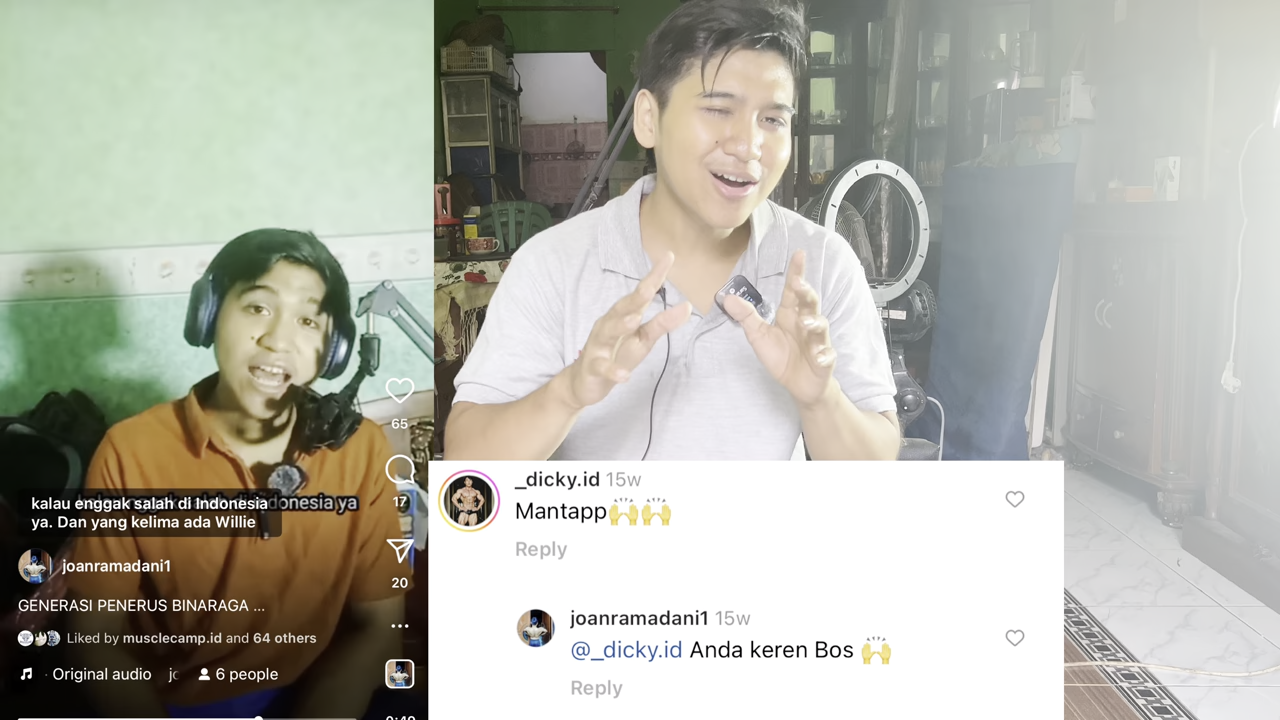 65
17
kalau enggak salah di Indonesia
ya. Dan yang kelima ada Willie
donesia ya
joanramadani1
20
GENERASI PENERUS BINARAGA ...
Liked by musclecamp.id and 64 others
Original audio
6 people
_dicky.id 15w
Mantapp🙌🙌
Reply
joanramadani1 15w
@_dicky.id Anda keren Bos 🙌
Reply